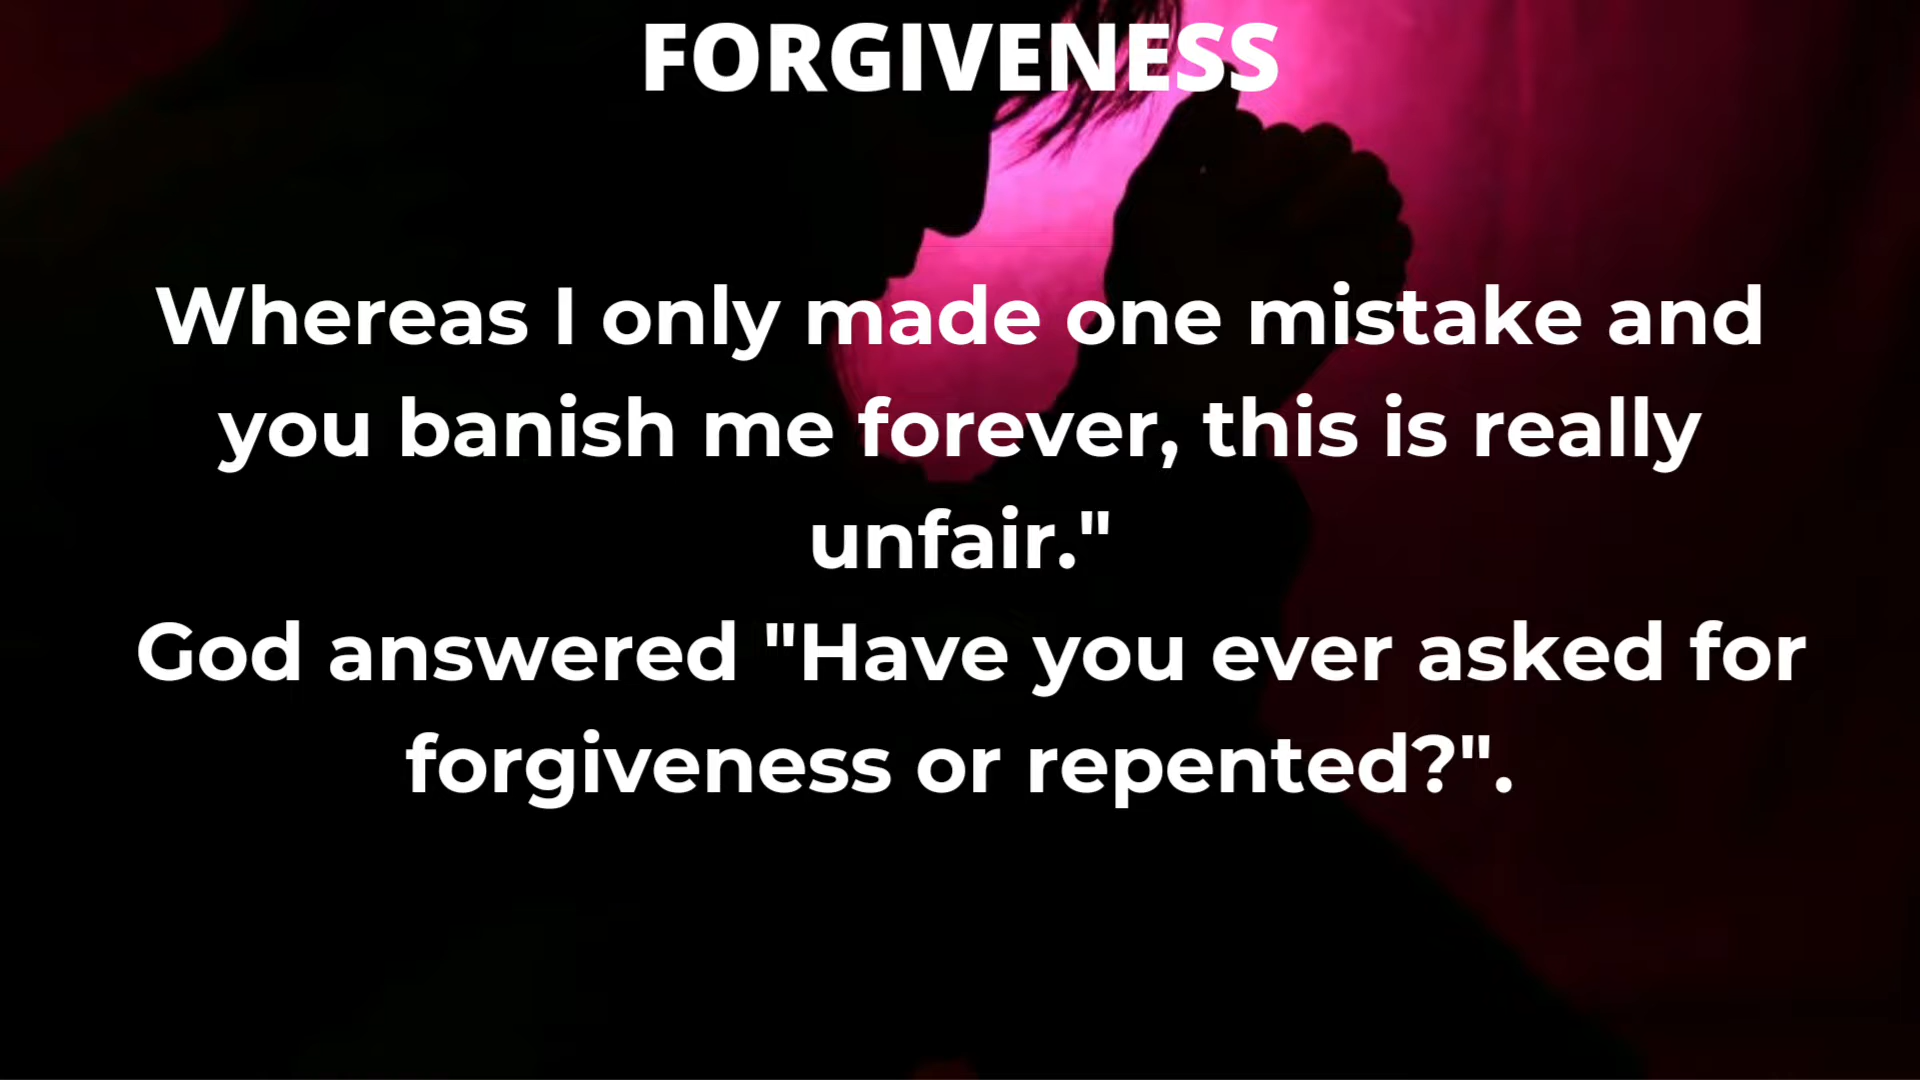 FORGIVENESS
Whereas I only made one mistake and
you banish me forever, this is really
unfair."
God answered "Have you ever asked for
forgiveness or repented?".